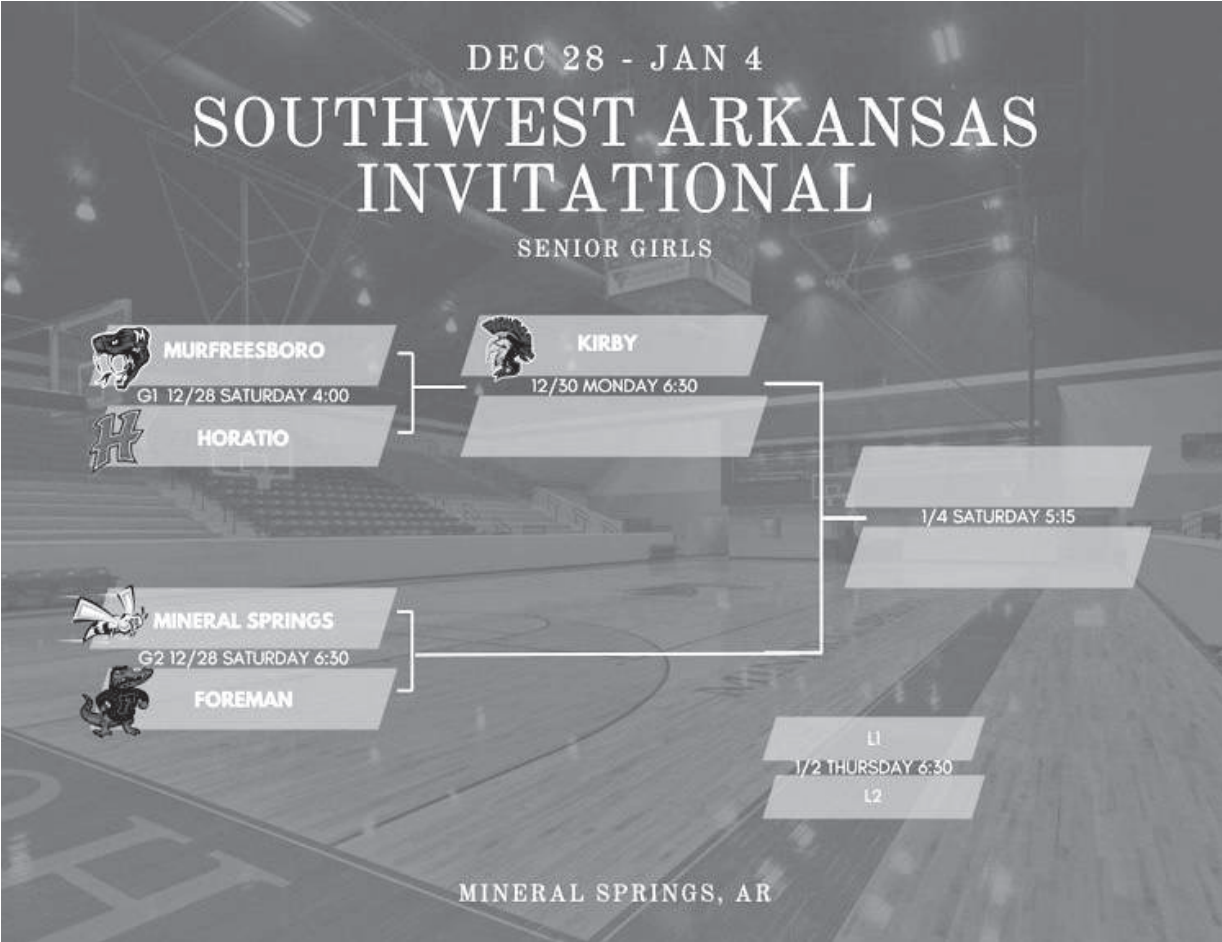 DEC 28 - JAN 4
SOUTHWEST ARKANSAS
INVITATIONAL
SENIOR GIRLS
MURFREESBORO
G1 12/28 SATURDAY 4:00
HORATIO
KIRBY
12/30 MONDAY 6:30
1/4 SATURDAY 5:15
MINERAL SPRINGS
G2 12/28 SATURDAY 6:30
FOREMAN
L1
1/2 THURSDAY 6:30
L2
MINERAL SPRINGS, AR